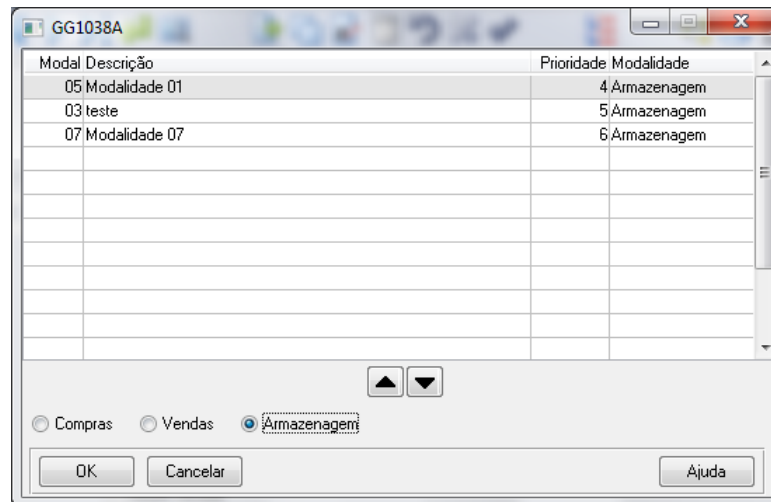 GG1038A
Modal Descrição Prioridade Modalidade
05 Modalidade 01 4 Armazenagem
03 teste 5 Armazenagem
07 Modalidade 07 6 Armazenagem
Compras Vendas Armazenagem
OK Cancelar Ajuda